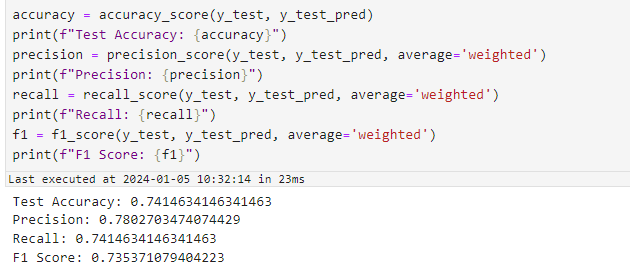 accuracy = accuracy_score(y_test, y_test_pred)
print(f"Test Accuracy: {accuracy}")
precision = precision_score(y_test, y_test_pred, average='weighted')
print(f"Precision: {precision}")
recall = recall_score(y_test, y_test_pred, average='weighted')
print(f"Recall: {recall}")
f1 = f1_score(y_test, y_test_pred, average='weighted')
print(f"F1 Score: {f1}")
Last executed at 2024-01-05 10:32:14 in 23ms
Test Accuracy: 0.7414634146341463
Precision: 0.7802703474074429
Recall: 0.7414634146341463
F1 Score: 0.735371079404223